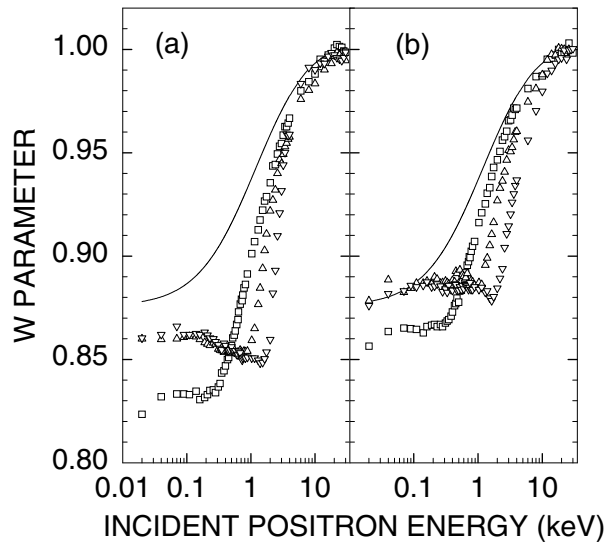 (a)
(b)
W PARAMETER
1.00
0.95
0.90
0.85
0.80
0.01 0.1 1 10 0.1 1 10
INCIDENT POSITRON ENERGY (keV)